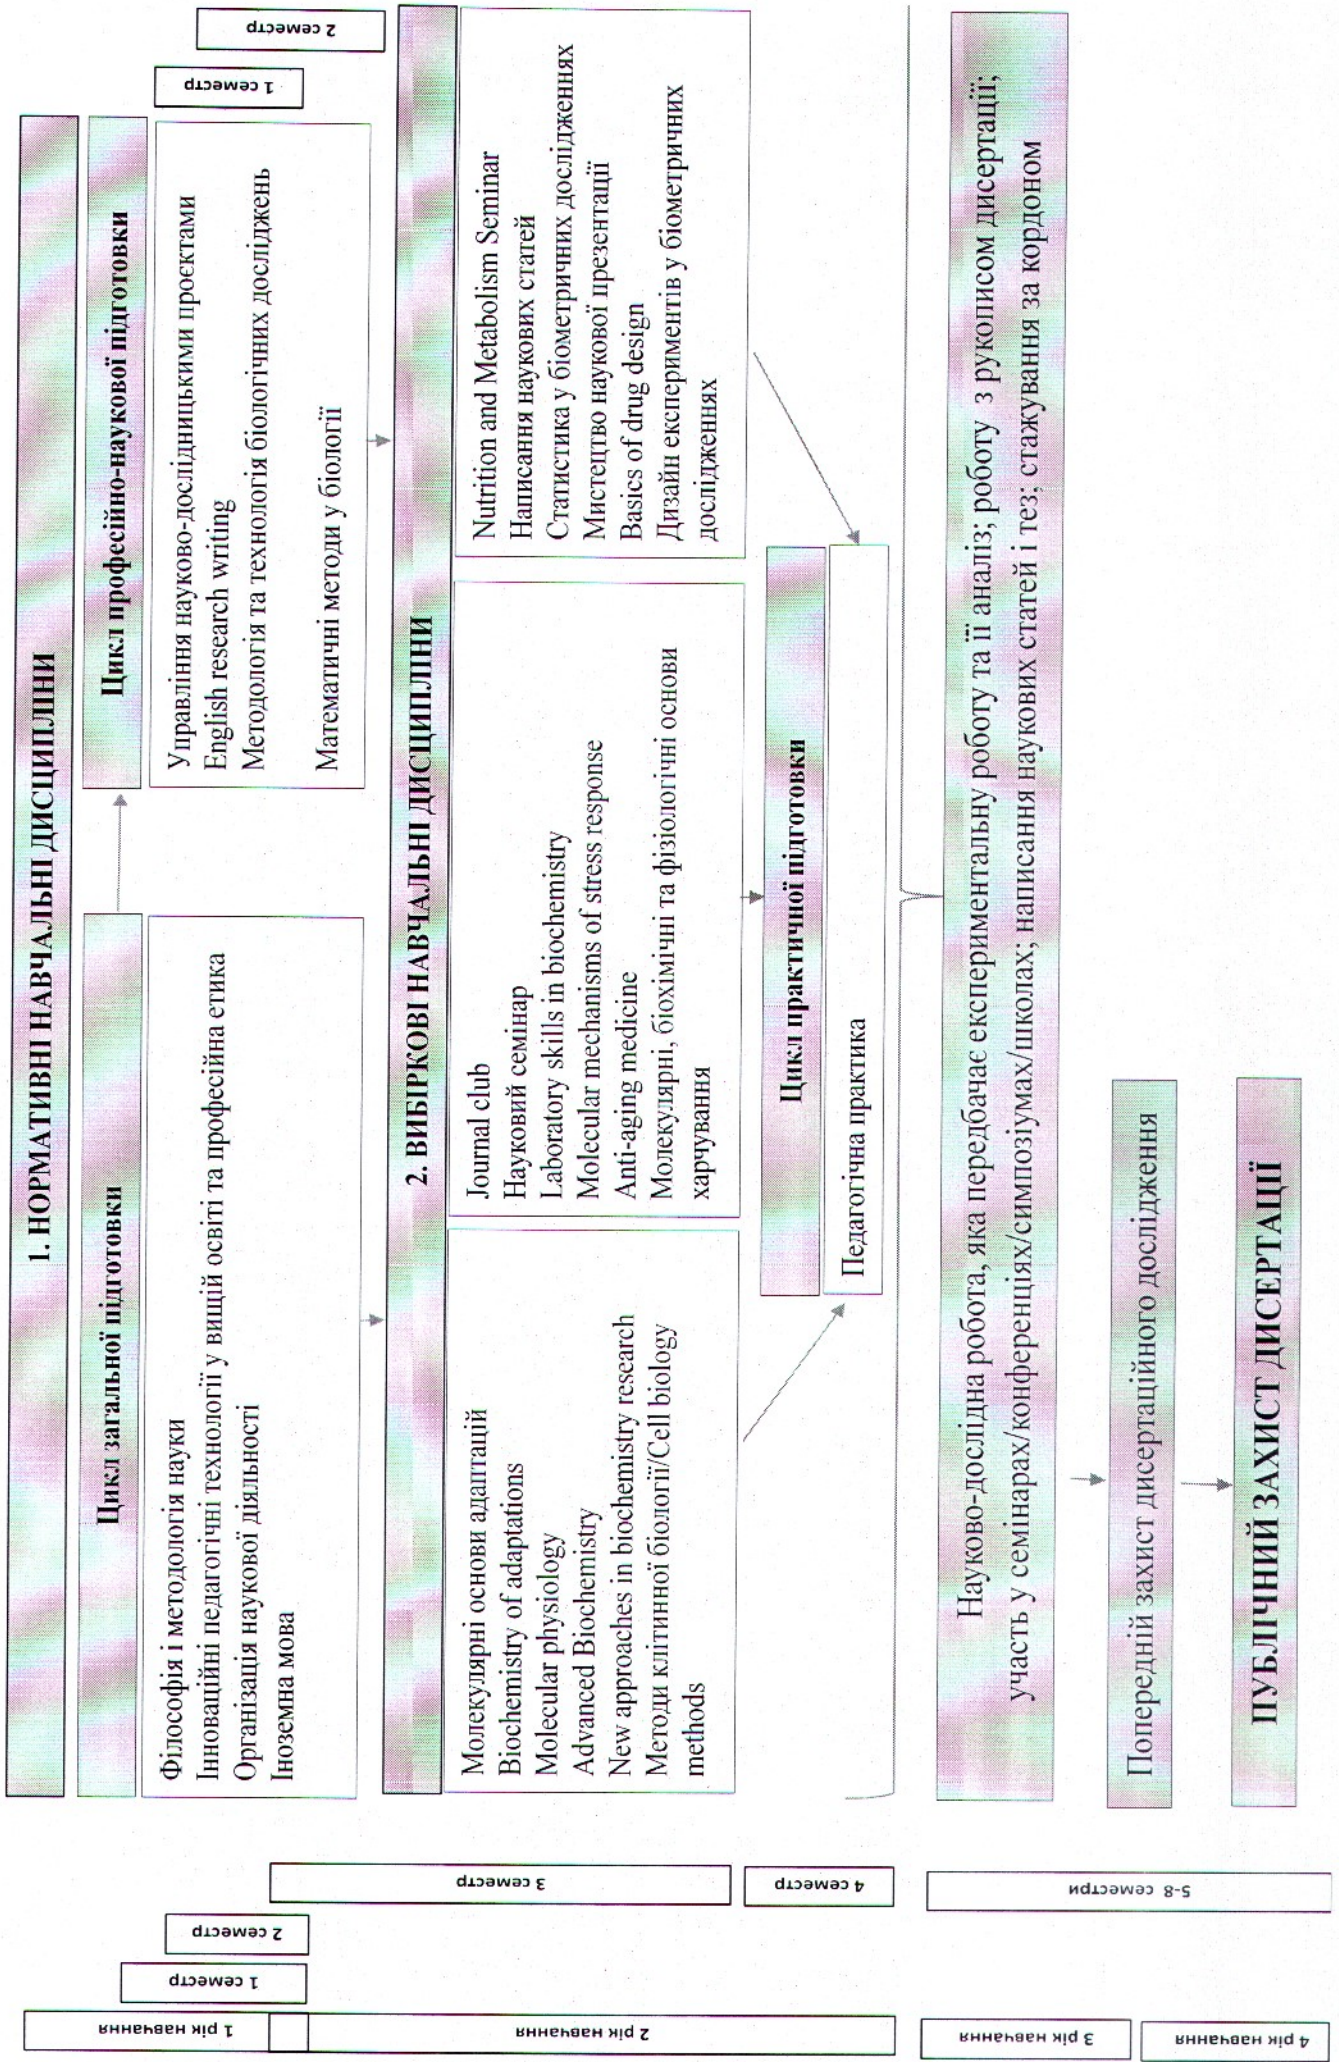 1. НОРМАТИВНІ НАВЧАЛЬНІ ДИСЦИПЛІНИ
Цикл загальної підготовки
Філософія і методологія науки
Інноваційні педагогічні технології у вищій освіті та професійна етика
Організація наукової діяльності
Іноземна мова
Цикл професійно-наукової підготовки
Управління науково-дослідницькими проєктами
English research writing
Методологія та технологія біологічних досліджень
Математичні методи у біології
1 семестр
2 семестр
2. ВИБІРКОВІ НАВЧАЛЬНІ ДИСЦИПЛІНИ
Молекулярні основи адаптацій
Biochemistry of adaptations
Molecular physiology
Advanced Biochemistry
New approaches in biochemistry research
Методи клітинної біології/Cell biology
methods
Journal club
Науковий семінар
Laboratory skills in biochemistry
Molecular mechanisms of stress response
Anti-aging medicine
Молекулярні, біохімічні та фізіологічні основи
харчування
Nutrition and Metabolism Seminar
Написання наукових статей
Статистика у біометричних дослідженнях
Мистецтво наукової презентації
Basics of drug design
Дизайн експериментів у біометричних
дослідженнях
Цикл практичної підготовки
Педагогічна практика
Науково-дослідна робота, яка передбачає експериментальну роботу та її аналіз; роботу з рукописом дисертації;
участь у семінарах/конференціях/симпозіумах/школах; написання наукових статей і тез; стажування за кордоном
Попередній захист дисертаційного дослідження
ПУБЛІЧНИЙ ЗАХИСТ ДИСЕРТАЦІЇ
1 рік навчання
1 семестр
2 семестр
2 рік навчання
3 семестр
4 семестр
3 рік навчання
4 рік навчання
5-8 семестри